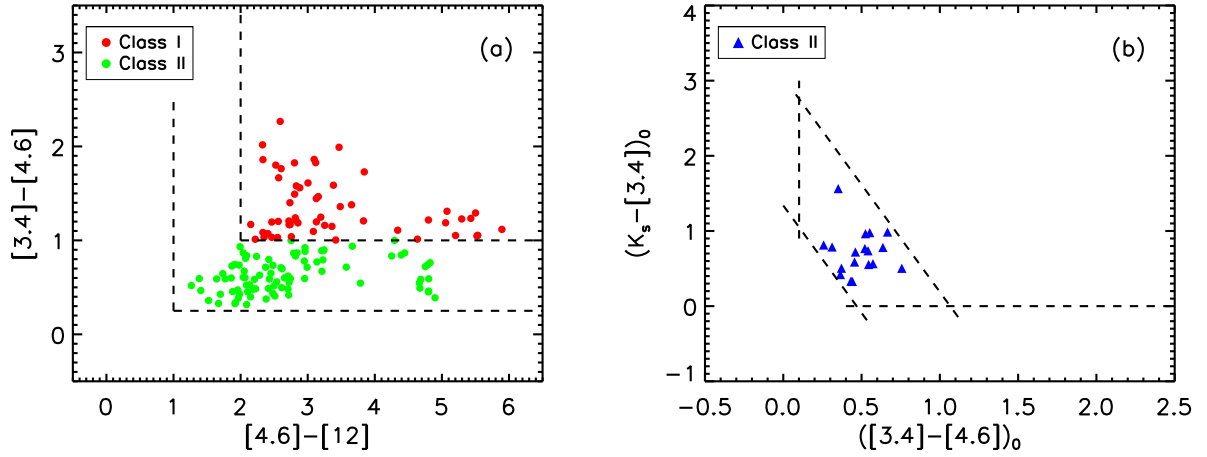 Class I
Class II
(a)
3
2
1
0
[3.4]−[4.6]
0 1 2 3 4 5 6
[4.6]−[12]
Class II
(b)
4
3
2
1
0
−1
(Ks−[3.4])0
−0.5 0.0 0.5 1.0 1.5 2.0 2.5
([3.4]−[4.6])0